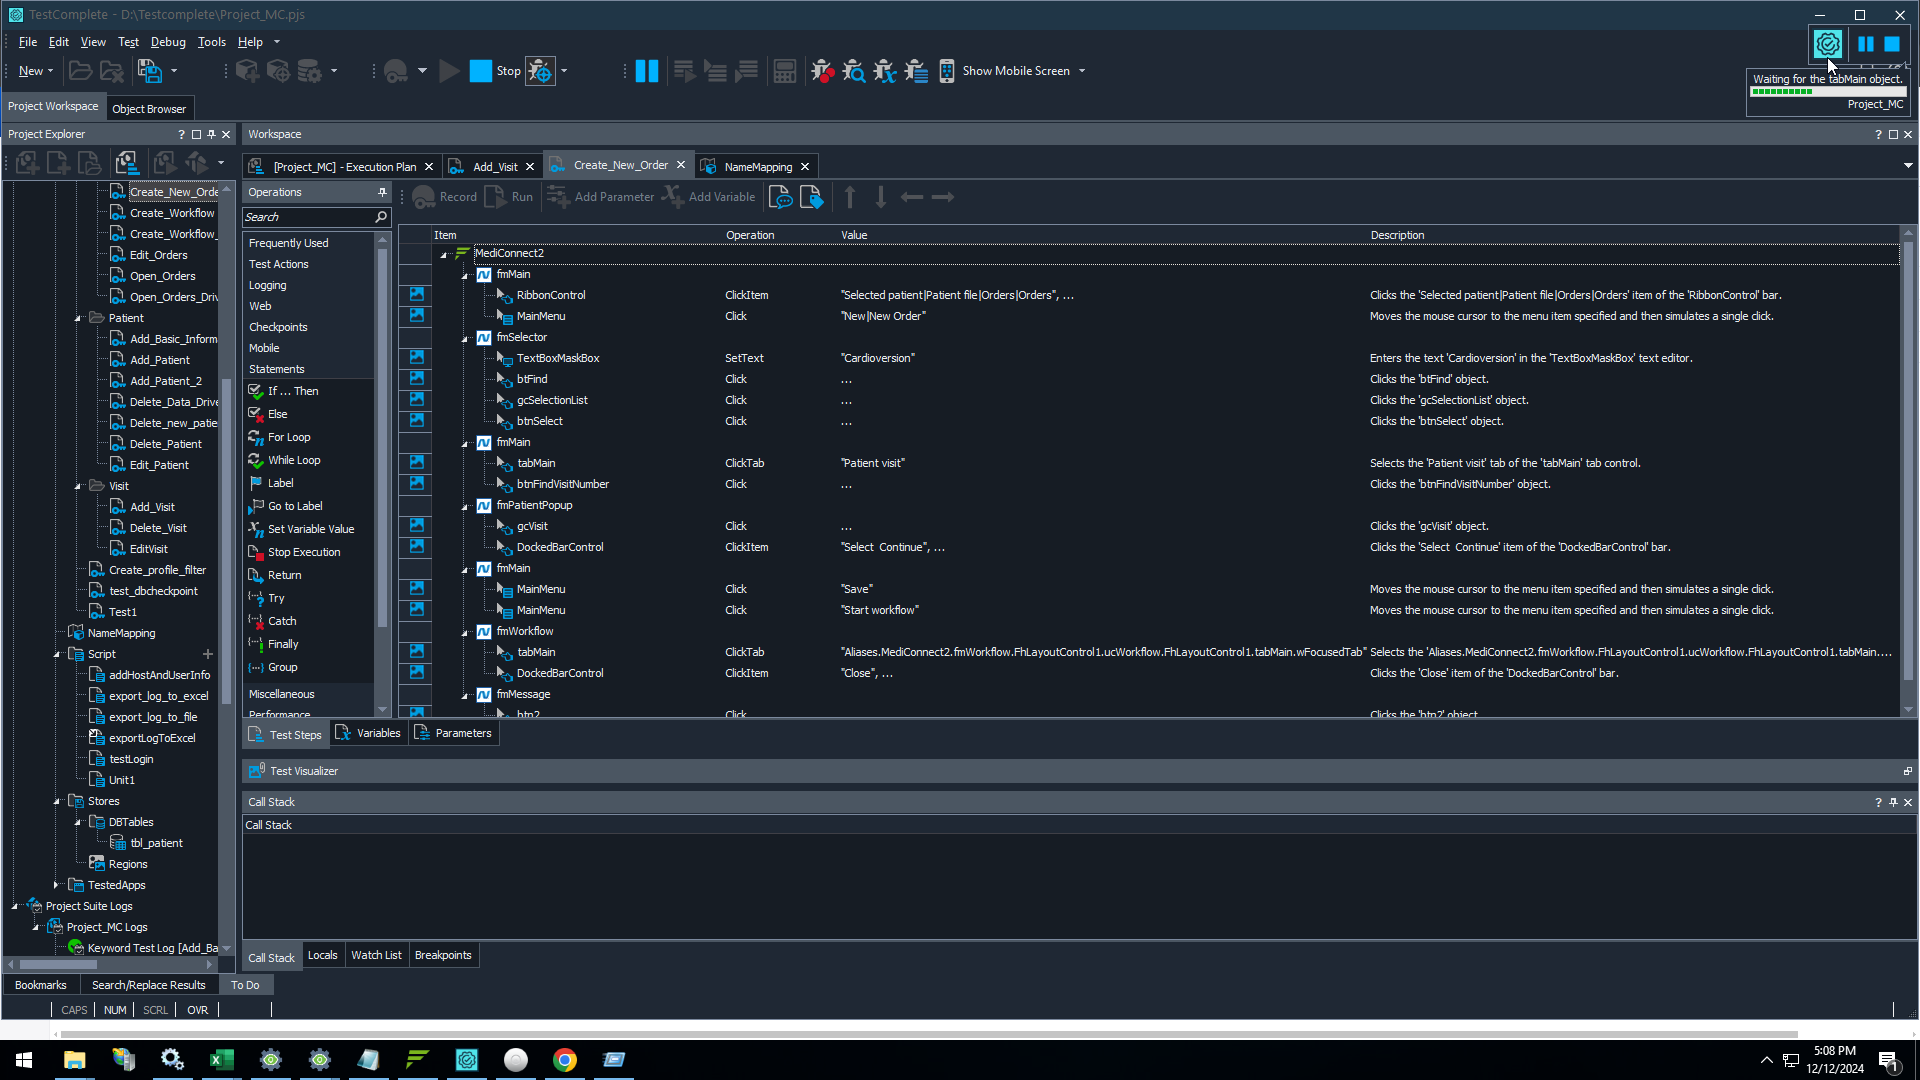 TestComplete - D:\Testcomplete\Project_MC.pjs
File Edit View Test Debug Tools Help
New Stop Show Mobile Screen
Waiting for the tabMain object.
Project_MC
Project Workspace Object Browser
Project Explorer ?
Workspace ?
[Project_MC] - Execution Plan Add_Visit Create_New_Order NameMapping
Create_New_Orde
Create_Workflow
Create_Workflow_
Edit_Orders
Open_Orders
Open_Orders_Driv
Patient
Add_Basic_Inform
Add_Patient
Add_Patient_2
Delete_Data_Drive
Delete_new_patie
Delete_Patient
Edit_Patient
Visit
Add_Visit
Delete_Visit
EditVisit
Create_profile_filter
test_dbcheckpoint
Test1
NameMapping
Script
addHostAndUserInfo
export_log_to_excel
export_log_to_file
exportLogToExcel
testLogin
Unit1
Stores
DBTables
tbl_patient
Regions
TestedApps
Project Suite Logs
Project_MC Logs
Keyword Test Log [Add_Ba
Operations
Search
Frequently Used
Test Actions
Logging
Web
Checkpoints
Mobile
Statements
If ... Then
Else
For Loop
While Loop
Label
Go to Label
Set Variable Value
Stop Execution
Return
Try
Catch
Finally
Group
Miscellaneous
Performance
Record Run Add Parameter Add Variable
Item Operation Value Description
MediConnect2
fmMain
RibbonControl ClickItem "Selected patient|Patient file|Orders|Orders", ... Clicks the 'Selected patient|Patient file|Orders|Orders' item of the 'RibbonControl' bar.
MainMenu Click "New|New Order" Moves the mouse cursor to the menu item specified and then simulates a single click.
fmSelector
TextBoxMaskBox SetText "Cardioversion" Enters the text 'Cardioversion' in the 'TextBoxMaskBox' text editor.
btFind Click ... Clicks the 'btFind' object.
gcSelectionList Click ... Clicks the 'gcSelectionList' object.
btnSelect Click ... Clicks the 'btnSelect' object.
fmMain
tabMain ClickTab "Patient visit" Selects the 'Patient visit' tab of the 'tabMain' tab control.
btnFindVisitNumber Click ... Clicks the 'btnFindVisitNumber' object.
fmPatientPopup
gcVisit Click ... Clicks the 'gcVisit' object.
DockedBarControl ClickItem "Select  Continue", ... Clicks the 'Select  Continue' item of the 'DockedBarControl' bar.
fmMain
MainMenu Click "Save" Moves the mouse cursor to the menu item specified and then simulates a single click.
MainMenu Click "Start workflow" Moves the mouse cursor to the menu item specified and then simulates a single click.
fmWorkflow
tabMain ClickTab "Aliases.MediConnect2.fmWorkflow.FhLayoutControl1.ucWorkflow.FhLayoutControl1.tabMain.wFocusedTab" Selects the 'Aliases.MediConnect2.fmWorkflow.FhLayoutControl1.ucWorkflow.FhLayoutControl1.tabMain....
DockedBarControl ClickItem "Close", ... Clicks the 'Close' item of the 'DockedBarControl' bar.
fmMessage
btn2 Click Clicks the 'btn2' object
Test Steps Variables Parameters
Test Visualizer
Call Stack ?
Call Stack
Call Stack Locals Watch List Breakpoints
Bookmarks Search/Replace Results To Do
CAPS NUM SCRL OVR
5:08 PM
12/12/2024
1